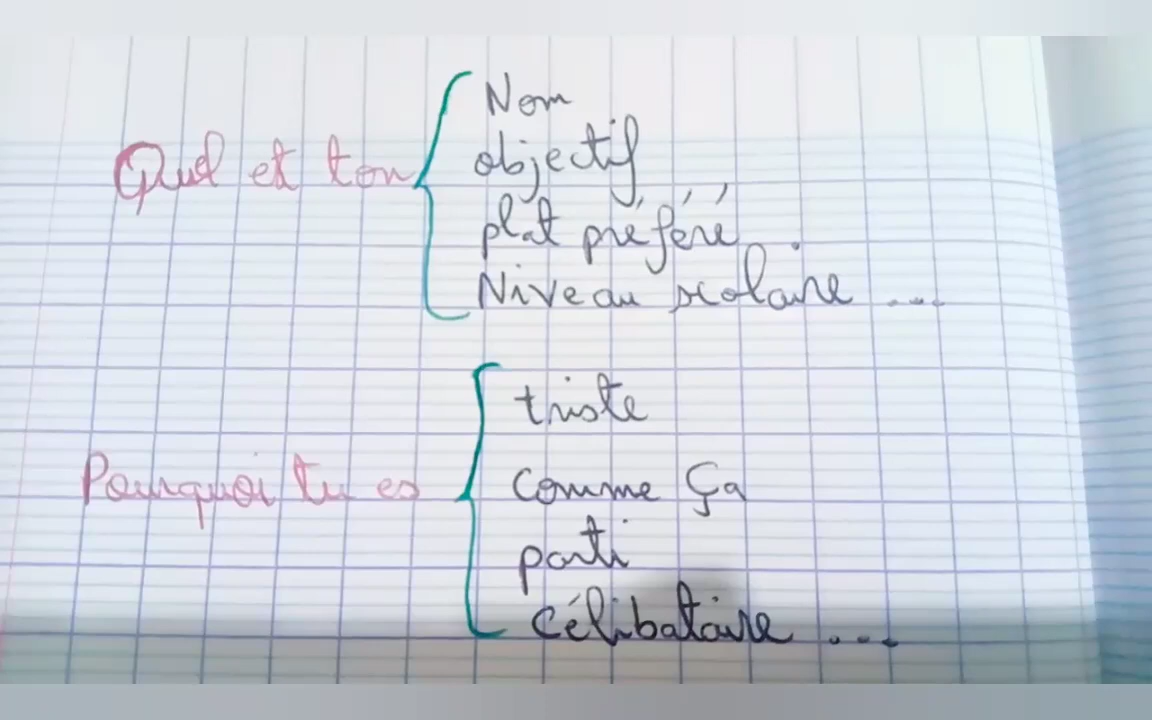 Quel et ton
Nom
objectif
plat préféré
Niveau scolaire ...
Pourquoi tu es
triste
comme ça
parti
célibataire ...